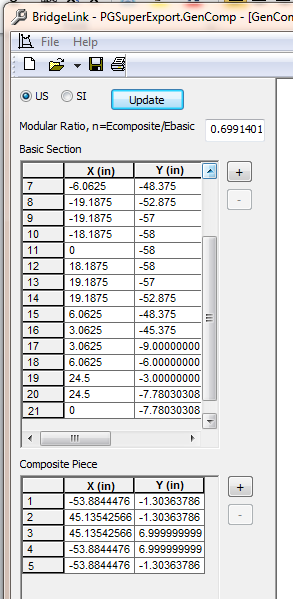 BridgeLink - PGSuperExport.GenComp - [GenCon
File Help
US SI Update
Modular Ratio, n=Ecomposite/Ebasic 0.6991401
Basic Section
X (in) Y (in)
7 -6.0625 -48.375
8 -19.1875 -52.875
9 -19.1875 -57
10 -18.1875 -58
11 0 -58
12 18.1875 -58
13 19.1875 -57
14 19.1875 -52.875
15 6.0625 -48.375
16 3.0625 -45.375
17 3.0625 -9.00000000
18 6.0625 -6.00000000
19 24.5 -3.00000000
20 24.5 -7.78030308
21 0 -7.78030308
+
-
Composite Piece
X (in) Y (in)
1 -53.8844476 -1.30363786
2 45.13542566 -1.30363786
3 45.13542566 6.999999999
4 -53.8844476 6.999999999
5 -53.8844476 -1.30363786
+
-